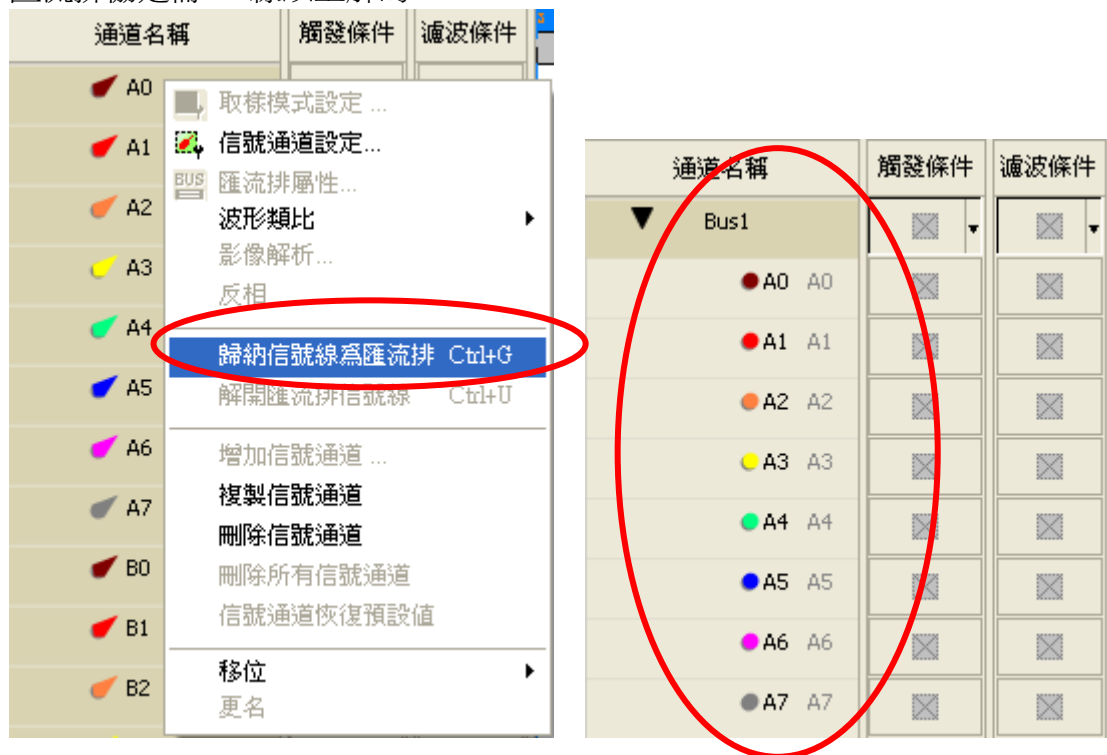 通道名稱 觸發條件 濾波條件
A0
A1
A2
A3
A4
A5
A6
A7
B0
B1
B2
取樣模式設定 ...
信號通道設定...
BUS 匯流排屬性...
波形類比
影像解析...
反相
歸納信號線為匯流排 Ctrl+G
解開匯流排信號線 Ctrl+U
增加信號通道 ...
複製信號通道
刪除信號通道
刪除所有信號通道
信號通道恢復預設值
移位
更名
通道名稱 觸發條件 濾波條件
Bus1
A0 A0
A1 A1
A2 A2
A3 A3
A4 A4
A5 A5
A6 A6
A7 A7